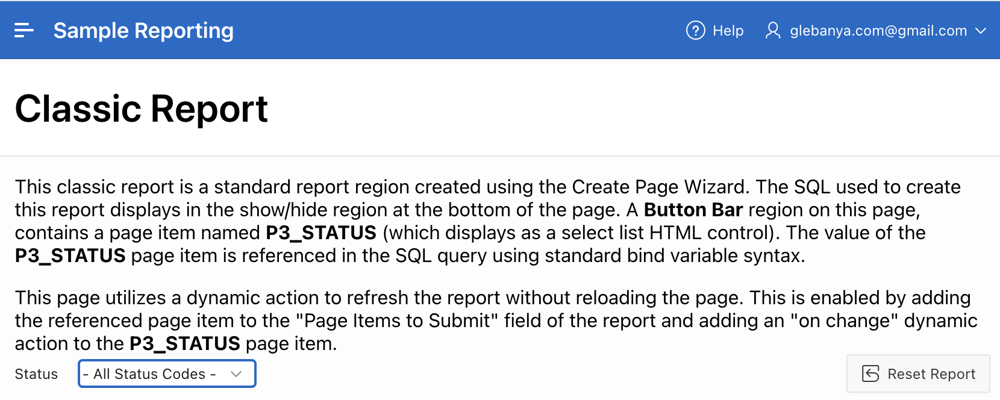 Sample Reporting
Help
glebanya.com@gmail.com
Classic Report
This classic report is a standard report region created using the Create Page Wizard. The SQL used to create
this report displays in the show/hide region at the bottom of the page. A Button Bar region on this page,
contains a page item named P3_STATUS (which displays as a select list HTML control). The value of the
P3_STATUS page item is referenced in the SQL query using standard bind variable syntax.
This page utilizes a dynamic action to refresh the report without reloading the page. This is enabled by adding
the referenced page item to the "Page Items to Submit" field of the report and adding an "on change" dynamic
action to the P3_STATUS page item.
Status
- All Status Codes -
Reset Report